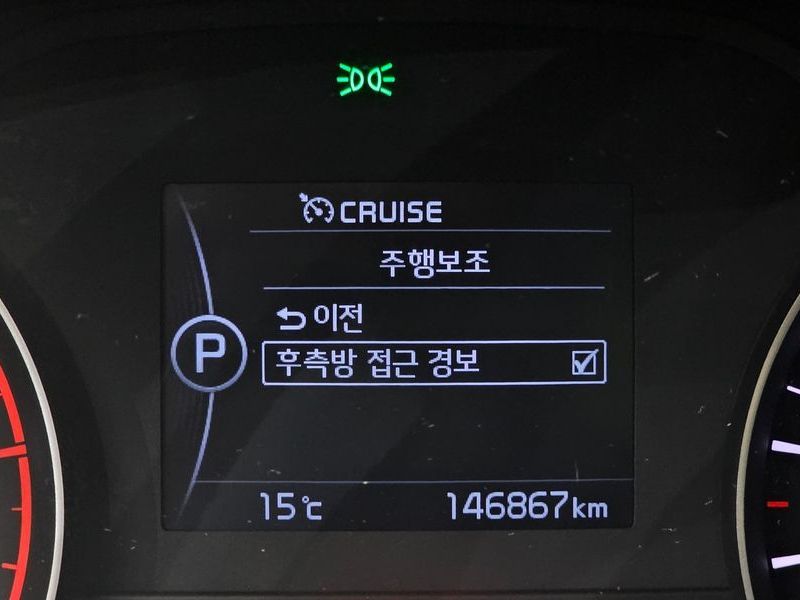 CRUISE
주행보조
이전
P
후측방 접근 경보
15℃ 146867km